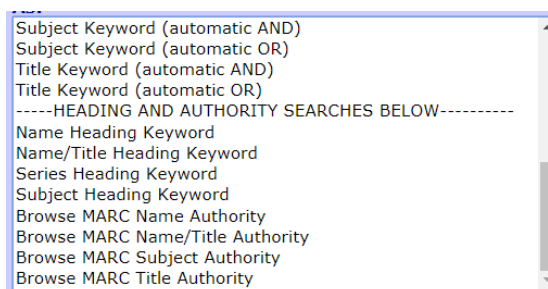 Subject Keyword (automatic AND)
Subject Keyword (automatic OR)
Title Keyword (automatic AND)
Title Keyword (automatic OR)
-----HEADING AND AUTHORITY SEARCHES BELOW----------
Name Heading Keyword
Name/Title Heading Keyword
Series Heading Keyword
Subject Heading Keyword
Browse MARC Name Authority
Browse MARC Name/Title Authority
Browse MARC Subject Authority
Browse MARC Title Authority